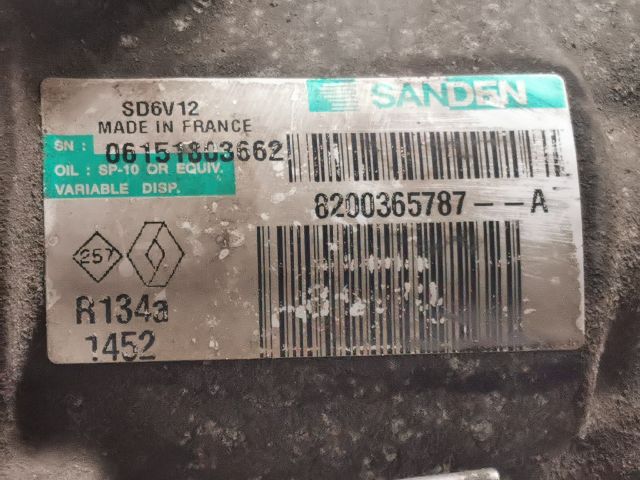 SD6V12
MADE IN FRANCE
SANDEN
SN : 06151803662
OIL : SP-10 OR EQUIV.
VARIABLE DISP.
8200365787--A
257
R134a
1452